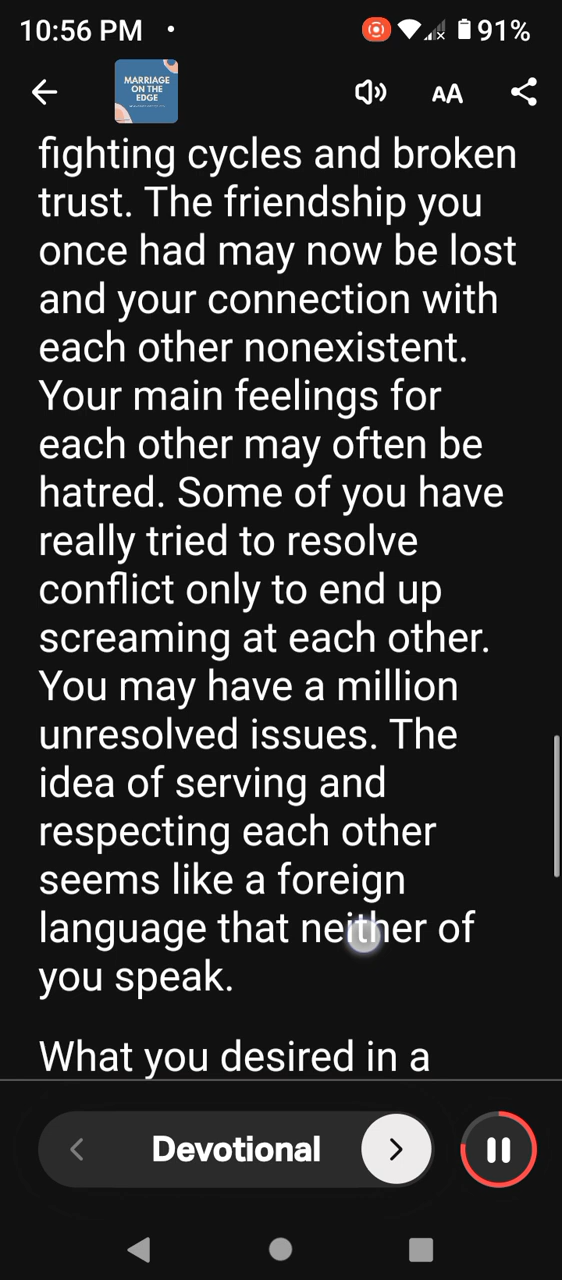 10:56 PM
91%
MARRIAGE
ON THE
EDGE
AA
fighting cycles and broken
trust. The friendship you
once had may now be lost
and your connection with
each other nonexistent.
Your main feelings for
each other may often be
hatred. Some of you have
really tried to resolve
conflict only to end up
screaming at each other.
You may have a million
unresolved issues. The
idea of serving and
respecting each other
seems like a foreign
language that neither of
you speak.
What you desired in a
Devotional